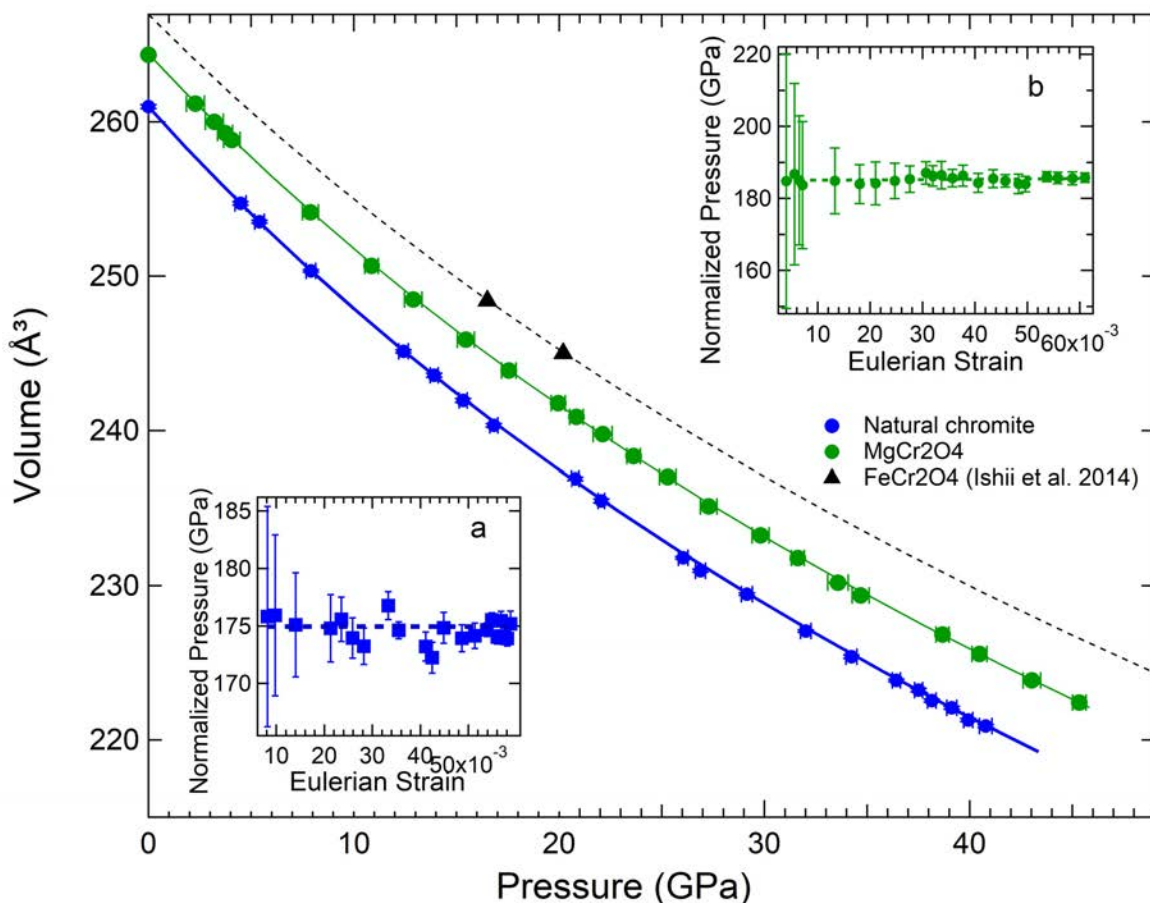 Volume (Å³)
260
250
240
230
220
0
10
20
30
40
Pressure (GPa)
b
Normalized Pressure (GPa)
220
200
180
160
10
20
30
40
50
60x10⁻³
Eulerian Strain
Natural chromite
MgCr2O4
FeCr2O4 (Ishii et al. 2014)
a
Normalized Pressure (GPa)
185
180
175
170
10
20
30
40
50x10⁻³
Eulerian Strain